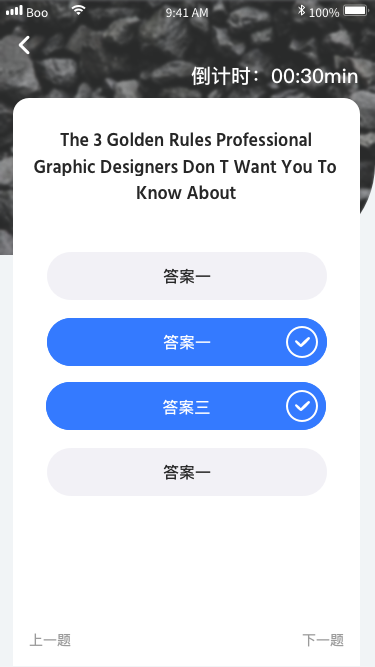 Boo 9:41 AM 100%
倒计时：00:30min
The 3 Golden Rules Professional
Graphic Designers Don T Want You To
Know About
答案一
答案一
答案三
答案一
上一题 下一题